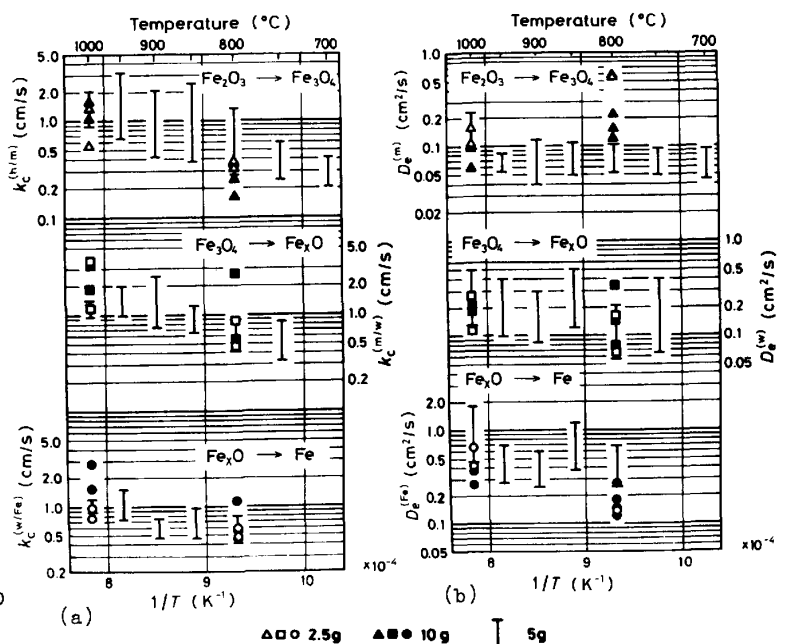 Temperature (°C)
1000 900 800 700
5.0
2.0
1.0
0.5
0.2
0.1
k_c^(h/m) (cm/s)
Fe₂O₃ → Fe₃O₄
Fe₃O₄ → FeₓO
5.0
2.0
1.0
0.5
0.2
k_c^(m/w) (cm/s)
5.0
2.0
1.0
0.5
0.2
k_c^(w/Fe) (cm/s)
FeₓO → Fe
8 9 10 ×10⁻⁴
1/T (K⁻¹)
(a)
Temperature (°C)
1000 900 800 700
1.0
0.5
0.2
0.1
0.05
0.02
D_e^(m) (cm²/s)
Fe₂O₃ → Fe₃O₄
Fe₃O₄ → FeₓO
1.0
0.5
0.2
0.1
0.05
D_e^(w) (cm²/s)
FeₓO → Fe
2.0
1.0
0.5
0.2
0.1
0.05
D_e^(Fe) (cm²/s)
8 9 10 ×10⁻⁴
1/T (K⁻¹)
(b)
△□○ 2.5g ▲■● 10g I 5g